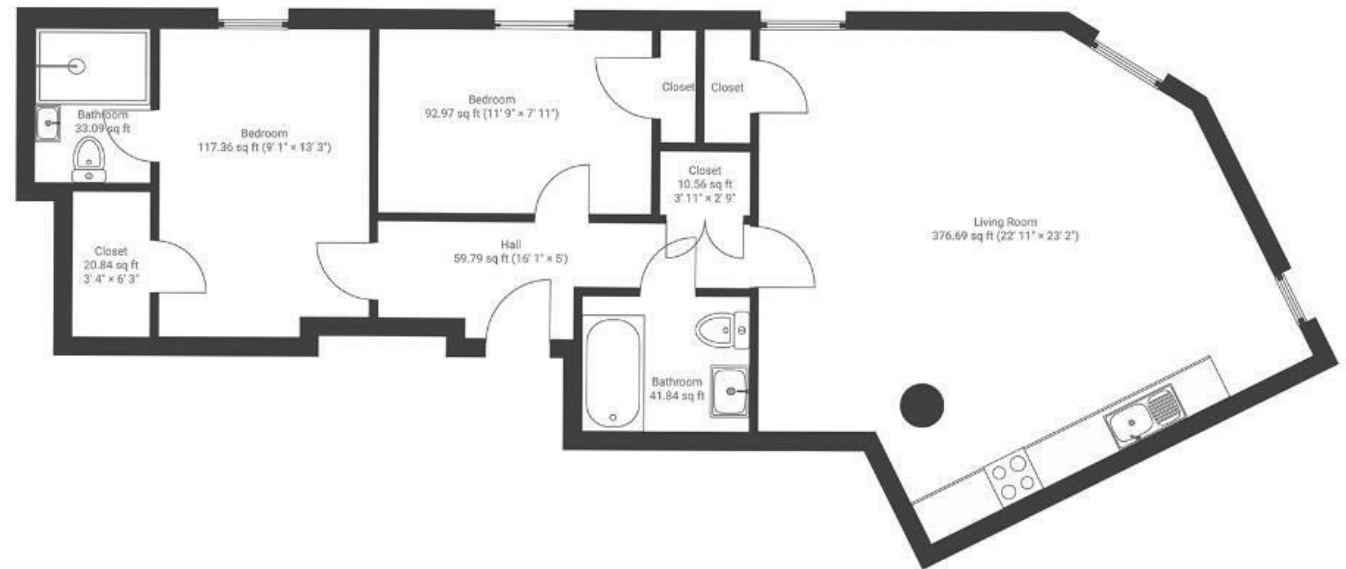 Bathroom
33.09 sq ft
Bedroom
117.36 sq ft (9' 1" × 13' 3")
Closet
20.84 sq ft
3' 4" × 6' 3"
Bedroom
92.97 sq ft (11' 9" × 7' 11")
Closet
Closet
Closet
10.56 sq ft
3' 11" × 2' 9"
Hall
59.79 sq ft (16' 1" × 5')
Bathroom
41.84 sq ft
Living Room
376.69 sq ft (22' 11" × 23' 2")